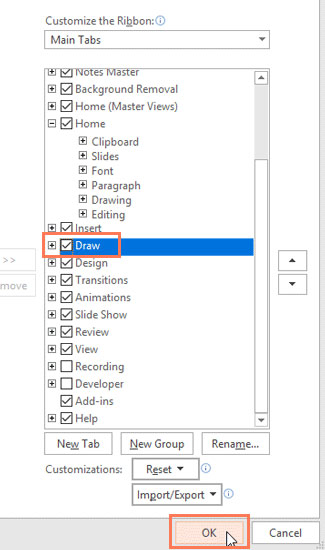 Customize the Ribbon:
Main Tabs
Notes Master
Background Removal
Home (Master Views)
Home
Clipboard
Slides
Font
Paragraph
Drawing
Editing
Insert
Draw
Design
Transitions
Animations
Slide Show
Review
View
Recording
Developer
Add-ins
Help
>>
move
New Tab New Group Rename...
Customizations: Reset
Import/Export
OK Cancel